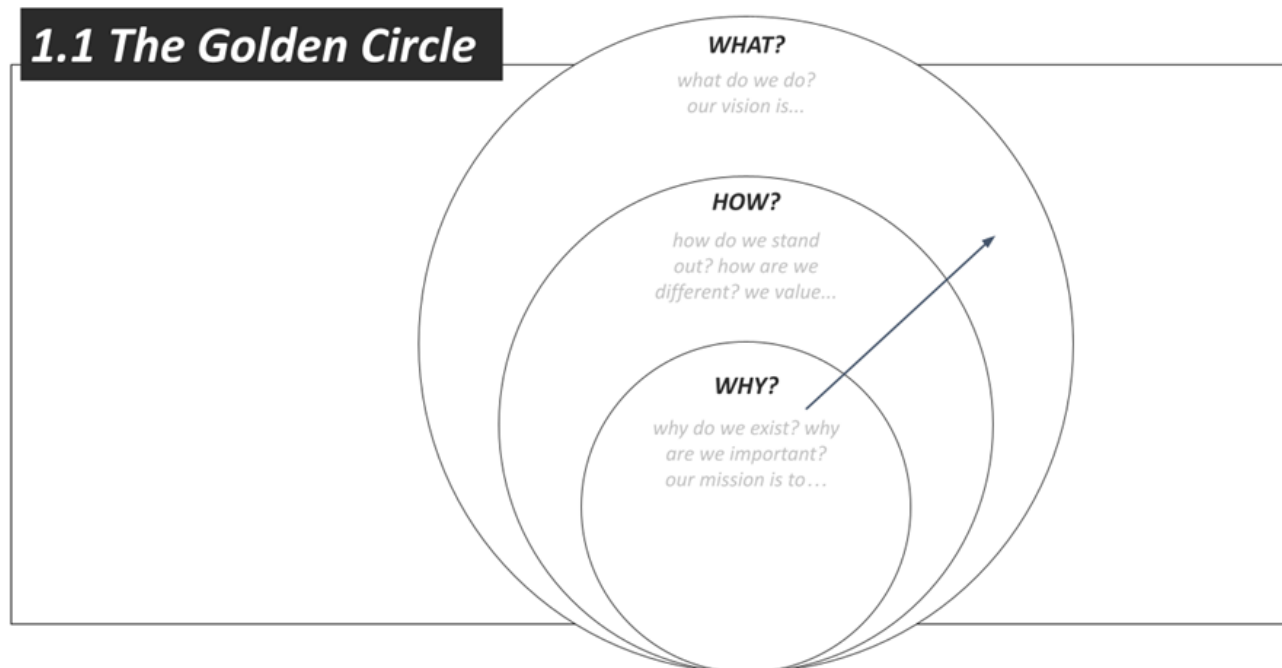 1.1 The Golden Circle
WHAT?
what do we do?
our vision is...
HOW?
how do we stand
out? how are we
different? we value...
WHY?
why do we exist? why
are we important?
our mission is to...